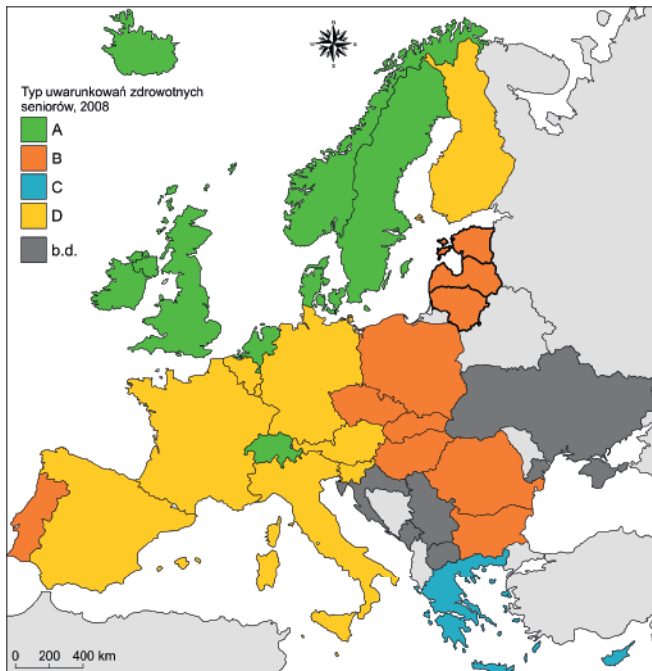 N
Typ uwarunkowań zdrowotnych
seniorów, 2008
A
B
C
D
b.d.
0 200 400 km